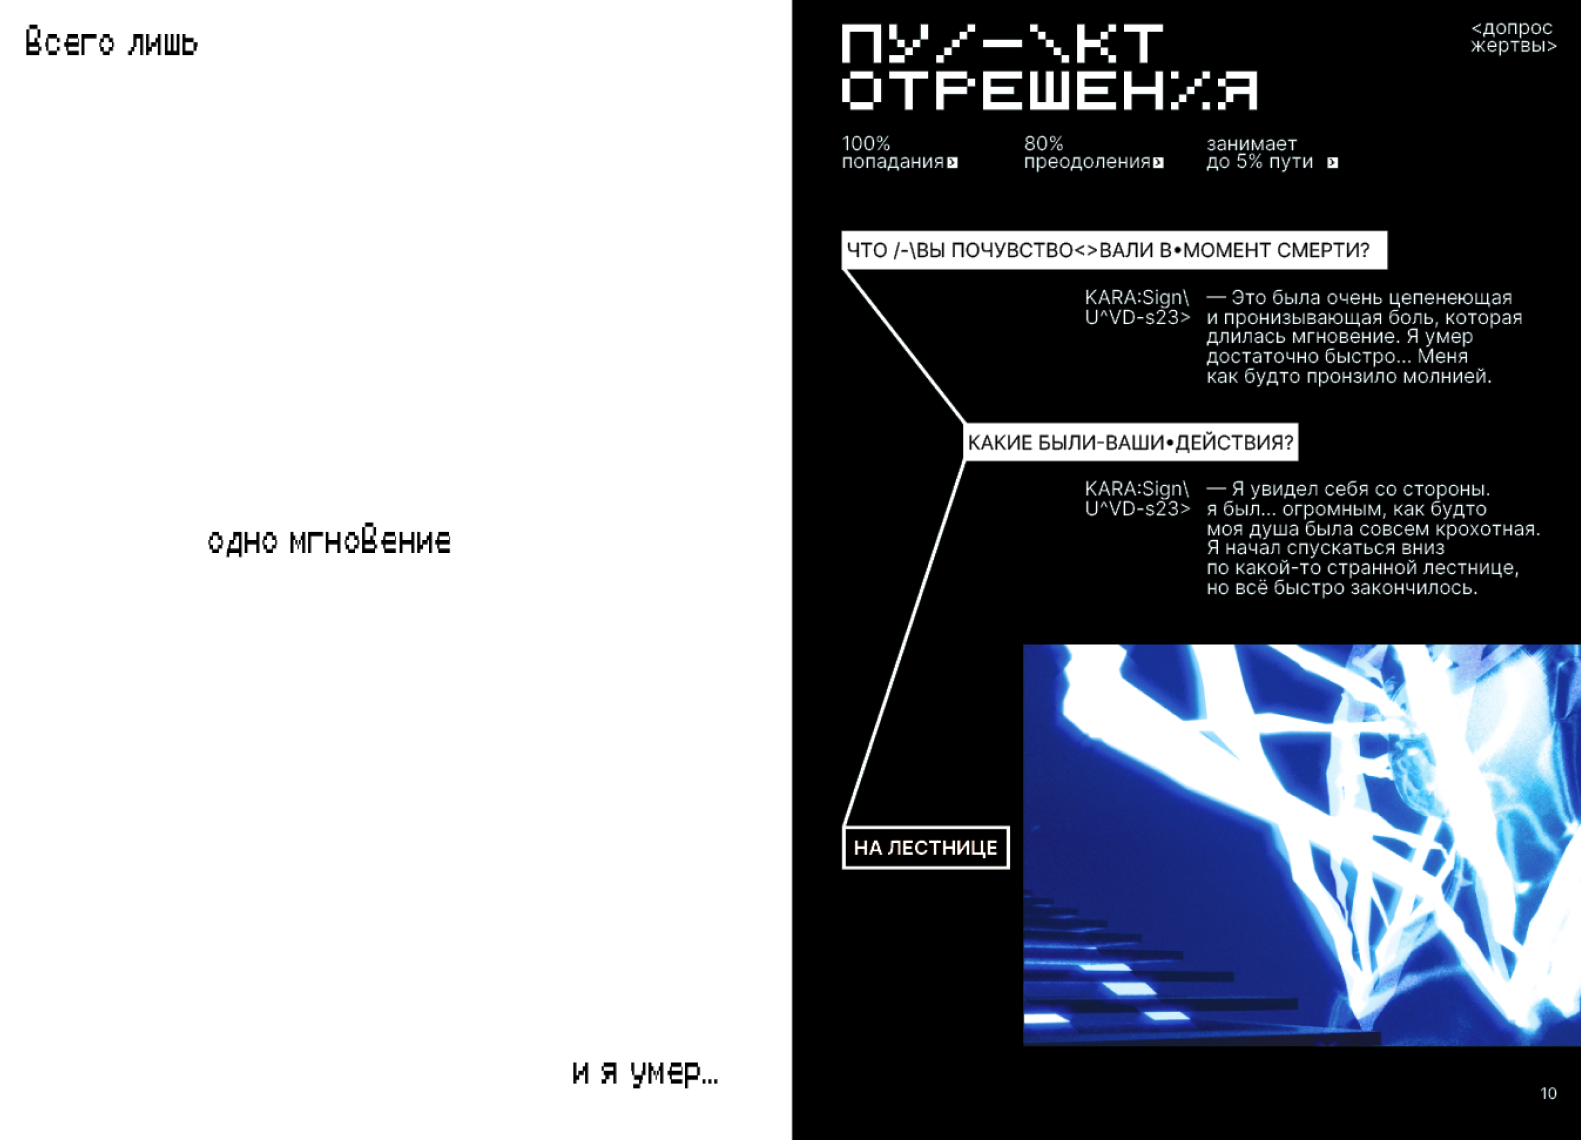 всего лишь
одно мгновение
и я умер...
ПУ/-\КТ
ОТРЕШЕН⁒Я
<допрос
жертвы>
100%
попадания
80%
преодоления
занимает
до 5% пути
ЧТО /-\ВЫ ПОЧУВСТВО<>ВАЛИ В•МОМЕНТ СМЕРТИ?
KARA:Sign\
U^VD-s23>
— Это была очень цепенеющая
и пронизывающая боль, которая
длилась мгновение. Я умер
достаточно быстро... Меня
как будто пронзило молнией.
КАКИЕ БЫЛИ-ВАШИ•ДЕЙСТВИЯ?
KARA:Sign\
U^VD-s23>
— Я увидел себя со стороны.
я был... огромным, как будто
моя душа была совсем крохотная.
Я начал спускаться вниз
по какой-то странной лестнице,
но всё быстро закончилось.
НА ЛЕСТНИЦЕ
10